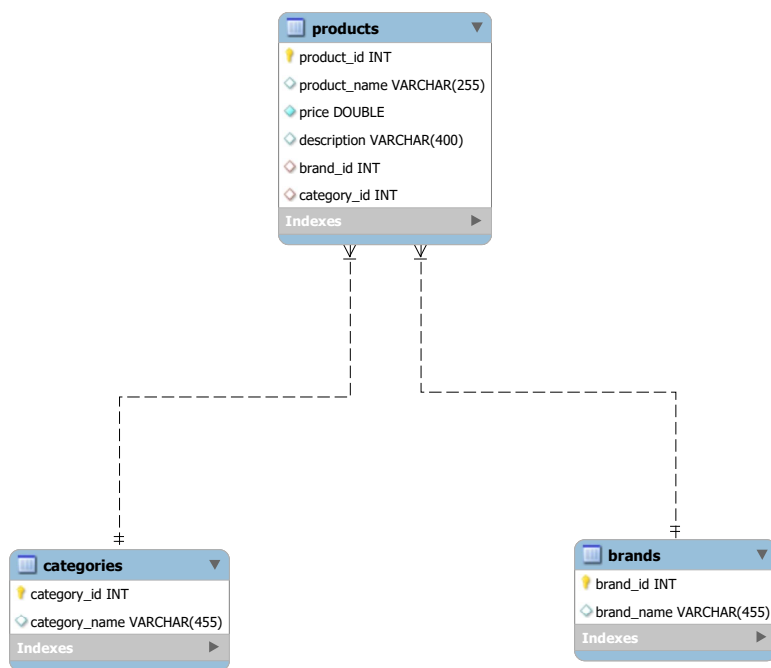 products
product_id INT
product_name VARCHAR(255)
price DOUBLE
description VARCHAR(400)
brand_id INT
category_id INT
Indexes
categories
category_id INT
category_name VARCHAR(455)
Indexes
brands
brand_id INT
brand_name VARCHAR(455)
Indexes